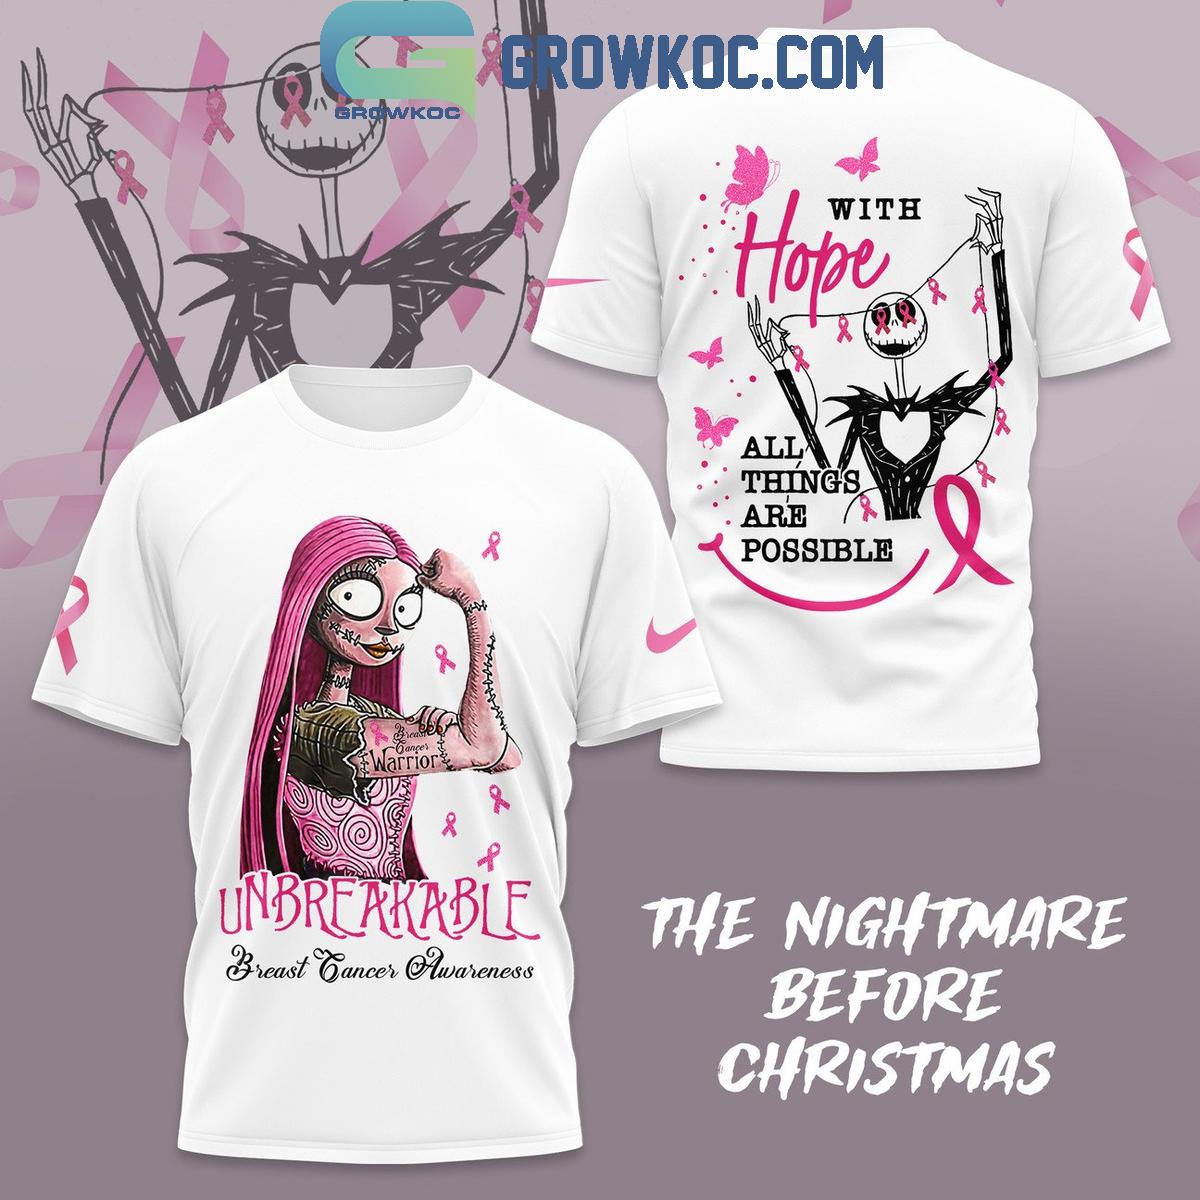 GROWKOC.COM
GROWKOC
WITH
Hope
ALL
THINGS
ARE
POSSIBLE
Breast
Cancer
Warrior
UNBREAKABLE
Breast Cancer Awareness
THE NIGHTMARE
BEFORE
CHRISTMAS